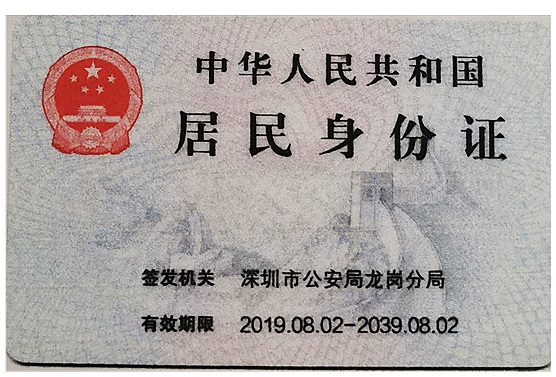 中华人民共和国
居民身份证
签发机关 深圳市公安局龙岗分局
有效期限 2019.08.02-2039.08.02